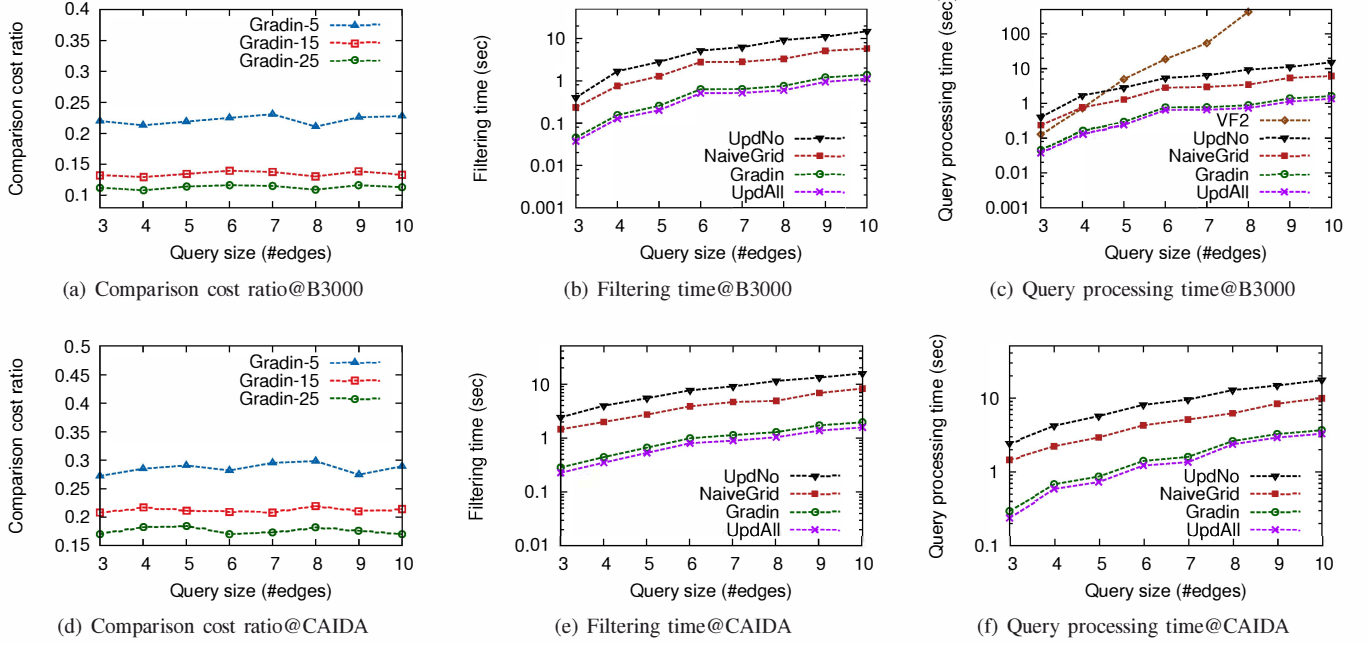 Comparison cost ratio
0.4
0.35
0.3
0.25
0.2
0.15
0.1
Gradin-5
Gradin-15
Gradin-25
3 4 5 6 7 8 9 10
Query size (#edges)
(a) Comparison cost ratio@B3000
Filtering time (sec)
10
1
0.1
0.01
0.001
UpdNo
NaiveGrid
Gradin
UpdAll
3 4 5 6 7 8 9 10
Query size (#edges)
(b) Filtering time@B3000
Query processing time (sec)
100
10
1
0.1
0.01
0.001
VF2
UpdNo
NaiveGrid
Gradin
UpdAll
3 4 5 6 7 8 9 10
Query size (#edges)
(c) Query processing time@B3000
Comparison cost ratio
0.5
0.45
0.4
0.35
0.3
0.25
0.2
0.15
Gradin-5
Gradin-15
Gradin-25
3 4 5 6 7 8 9 10
Query size (#edges)
(d) Comparison cost ratio@CAIDA
Filtering time (sec)
10
1
0.1
0.01
UpdNo
NaiveGrid
Gradin
UpdAll
3 4 5 6 7 8 9 10
Query size (#edges)
(e) Filtering time@CAIDA
Query processing time (sec)
10
1
0.1
UpdNo
NaiveGrid
Gradin
UpdAll
3 4 5 6 7 8 9 10
Query size (#edges)
(f) Query processing time@CAIDA